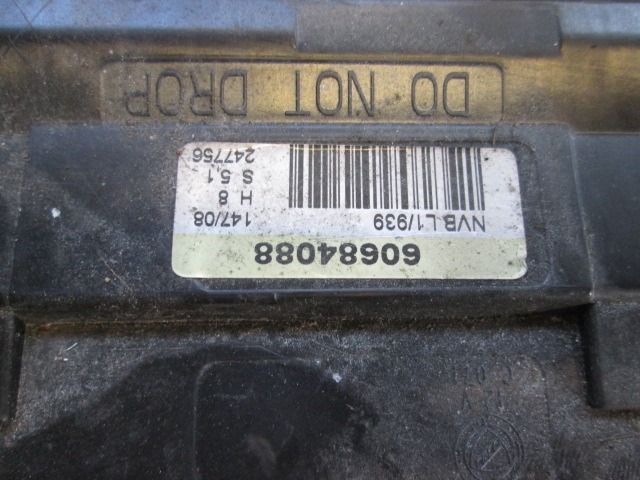 60684088
NVB L1/939 147/08
H 8
S 5,1
247756
DO NOT DROP